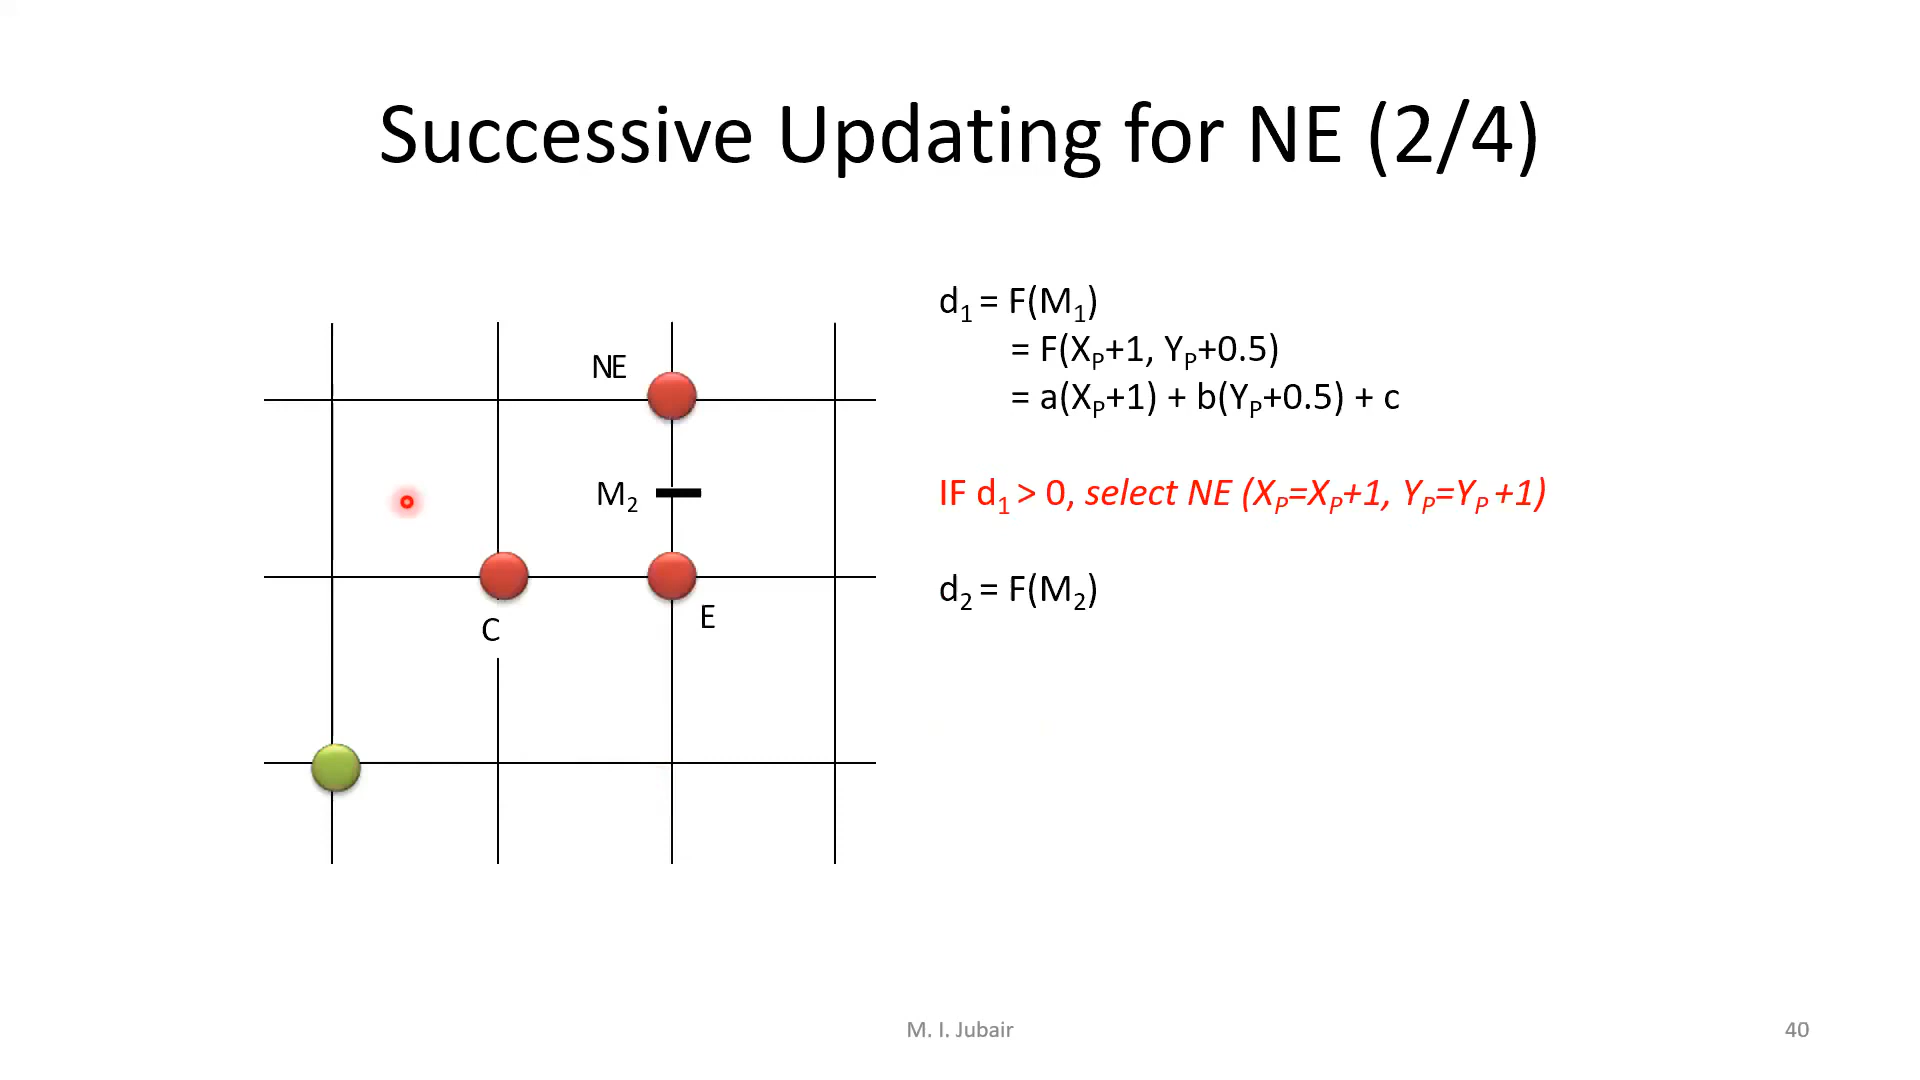 Successive Updating for NE (2/4)
NE
M₂
C
E
d₁ = F(M₁)
= F(Xₚ+1, Yₚ+0.5)
= a(Xₚ+1) + b(Yₚ+0.5) + c
IF d₁ > 0, select NE (Xₚ=Xₚ+1, Yₚ=Yₚ +1)
d₂ = F(M₂)
M. I. Jubair
40